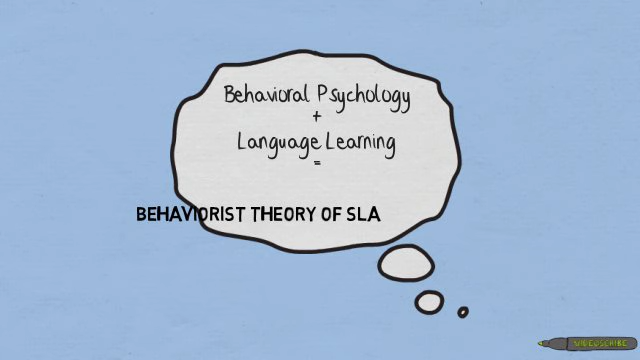 Behavioral Psychology
+
Language Learning
=
BEHAVIORIST THEORY OF SLA
VIDEOSCRIBE